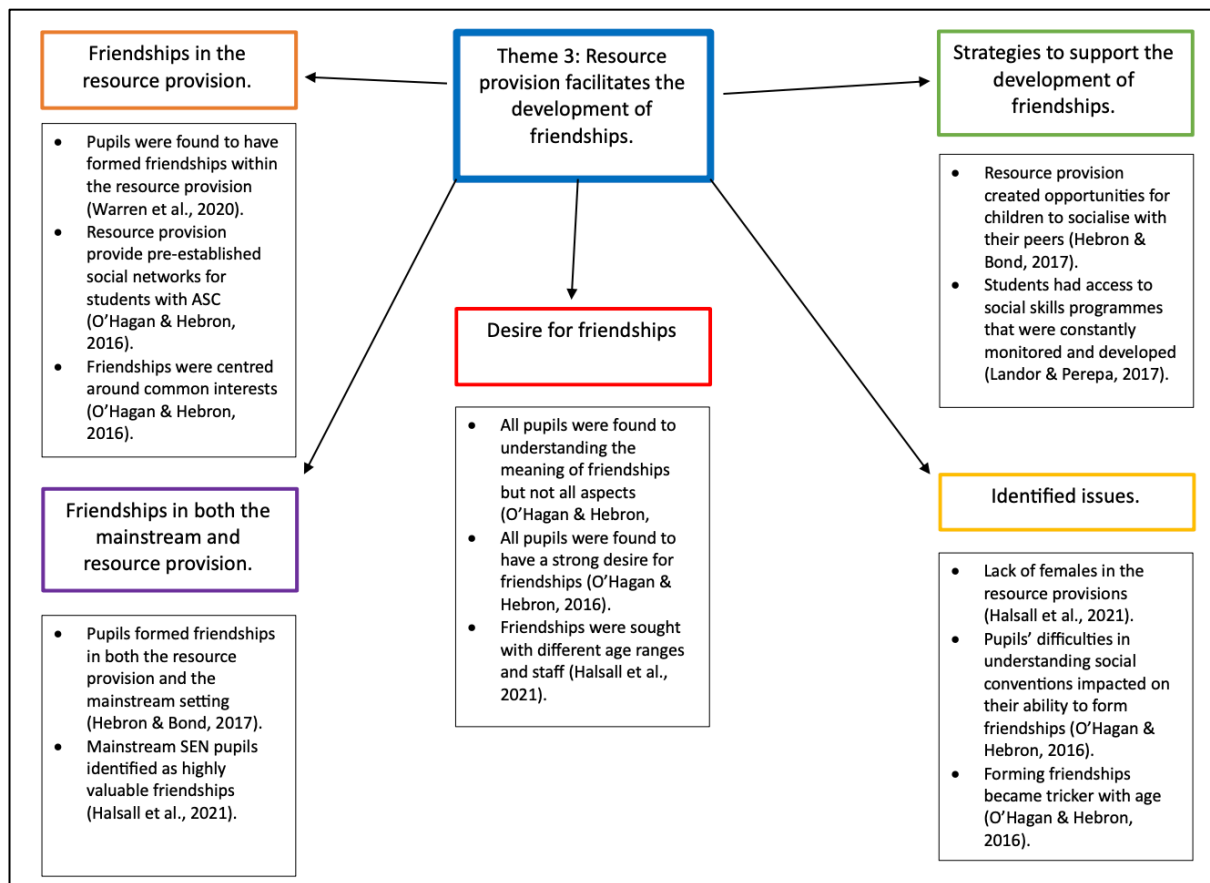 Theme 3: Resource
provision facilitates the
development of
friendships.
Friendships in the
resource provision.
• Pupils were found to have
formed friendships within
the resource provision
(Warren et al., 2020).
• Resource provision
provide pre-established
social networks for
students with ASC
(O’Hagan & Hebron,
2016).
• Friendships were centred
around common interests
(O’Hagan & Hebron,
2016).
Friendships in both the
mainstream and
resource provision.
• Pupils formed friendships
in both the resource
provision and the
mainstream setting
(Hebron & Bond, 2017).
• Mainstream SEN pupils
identified as highly
valuable friendships
(Halsall et al., 2021).
Desire for friendships
• All pupils were found to
understanding the
meaning of friendships
but not all aspects
(O’Hagan & Hebron,
• All pupils were found to
have a strong desire for
friendships (O’Hagan &
Hebron, 2016).
• Friendships were sought
with different age ranges
and staff (Halsall et al.,
2021).
Strategies to support the
development of
friendships.
• Resource provision
created opportunities for
children to socialise with
their peers (Hebron &
Bond, 2017).
• Students had access to
social skills programmes
that were constantly
monitored and developed
(Landor & Perepa, 2017).
Identified issues.
• Lack of females in the
resource provisions
(Halsall et al., 2021).
• Pupils’ difficulties in
understanding social
conventions impacted on
their ability to form
friendships (O’Hagan &
Hebron, 2016).
• Forming friendships
became tricker with age
(O’Hagan & Hebron,
2016).